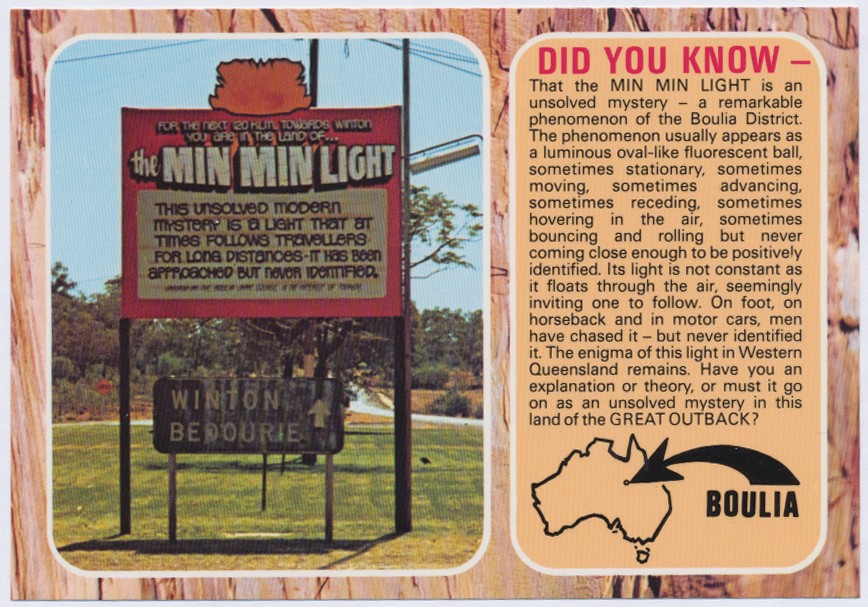 FOR THE NEXT 120 KLM. TOWARDS WINTON
YOU ARE IN THE LAND OF...
the MIN MIN LIGHT
THIS UNSOLVED MODERN
MYSTERY IS A LIGHT THAT AT
TIMES FOLLOWS TRAVELLERS
FOR LONG DISTANCES-IT HAS BEEN
APPROACHED BUT NEVER IDENTIFIED.
WINTON
BEDOURIE
DID YOU KNOW –
That the MIN MIN LIGHT is an
unsolved mystery – a remarkable
phenomenon of the Boulia District.
The phenomenon usually appears as
a luminous oval-like fluorescent ball,
sometimes stationary, sometimes
moving, sometimes advancing,
sometimes receding, sometimes
hovering in the air, sometimes
bouncing and rolling but never
coming close enough to be positively
identified. Its light is not constant as
it floats through the air, seemingly
inviting one to follow. On foot, on
horseback and in motor cars, men
have chased it – but never identified
it. The enigma of this light in Western
Queensland remains. Have you an
explanation or theory, or must it go
on as an unsolved mystery in this
land of the GREAT OUTBACK?
BOULIA